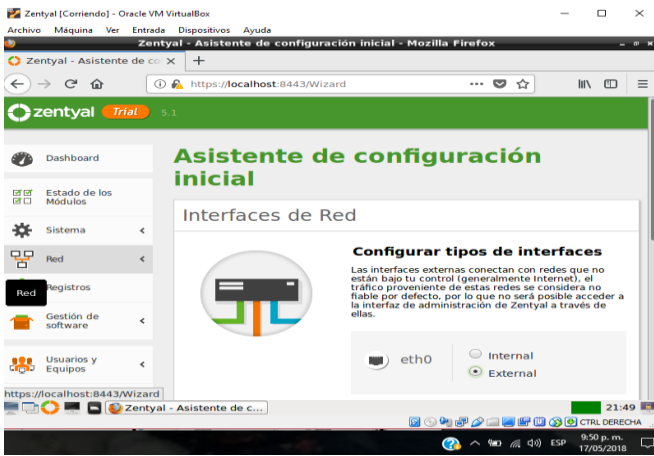 Zentyal [Corriendo] - Oracle VM VirtualBox
Archivo Máquina Ver Entrada Dispositivos Ayuda
Zentyal - Asistente de configuración inicial - Mozilla Firefox
Zentyal - Asistente de co
https://localhost:8443/Wizard
zentyal Trial 5.1
Dashboard
Estado de los
Módulos
Sistema
Red
Red
Registros
Gestión de
software
Usuarios y
Equipos
https://localhost:8443/Wizard
Asistente de configuración
inicial
Interfaces de Red
Configurar tipos de interfaces
Las interfaces externas conectan con redes que no
están bajo tu control (generalmente Internet), el
tráfico proveniente de estas redes se considera no
fiable por defecto, por lo que no será posible acceder a
la interfaz de administración de Zentyal a través de
ellas.
eth0
Internal
External
Zentyal - Asistente de c...
21:49
CTRL DERECHA
ESP
9:50 p. m.
17/05/2018